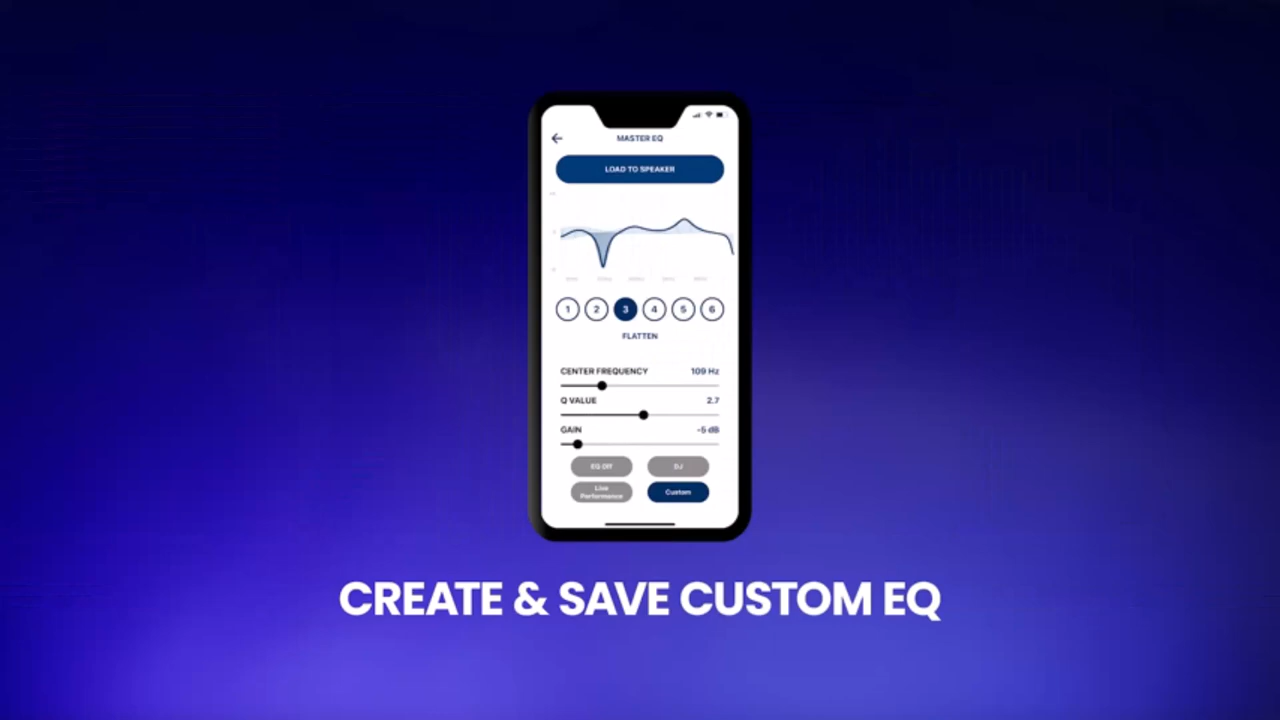 MASTER EQ
LOAD TO SPEAKER
1 2 3 4 5 6
FLATTEN
CENTER FREQUENCY 109 Hz
Q VALUE 2.7
GAIN -5 dB
EQ Off DJ
Live
Performance
Custom
CREATE & SAVE CUSTOM EQ